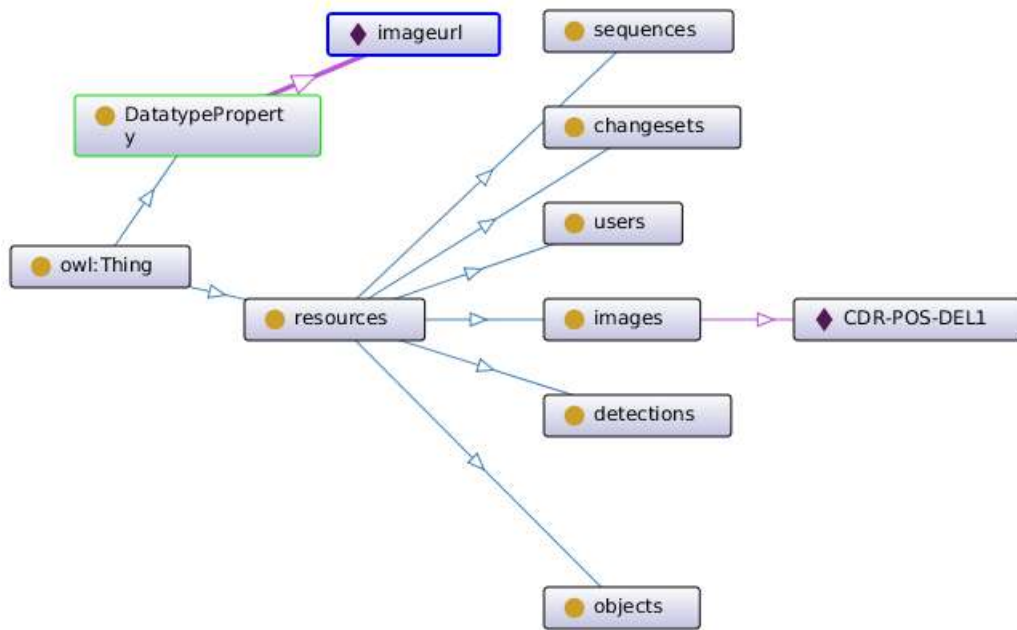 imageurl
sequences
DatatypePropert
y
changesets
users
owl:Thing
resources
images
CDR-POS-DEL1
detections
objects